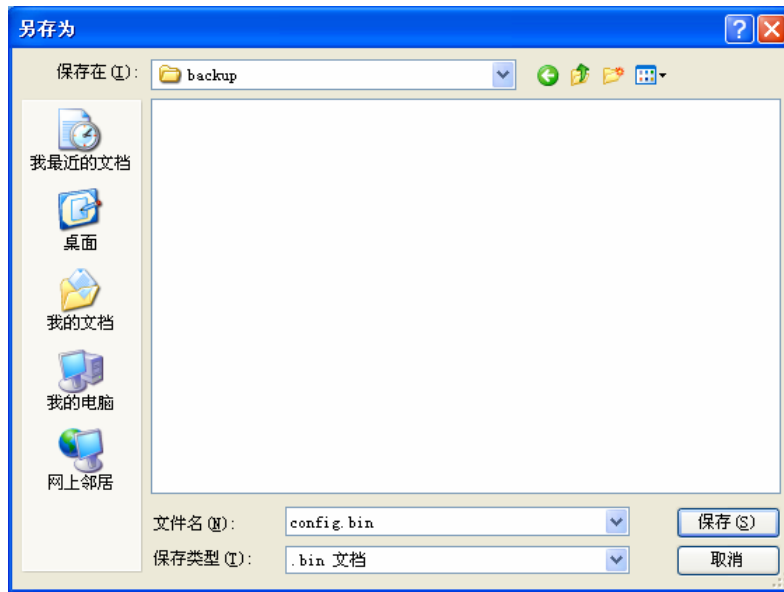 另存为
保存在(I):
backup
我最近的文档
桌面
我的文档
我的电脑
网上邻居
文件名(N):
config.bin
保存(S)
保存类型(T):
.bin 文档
取消